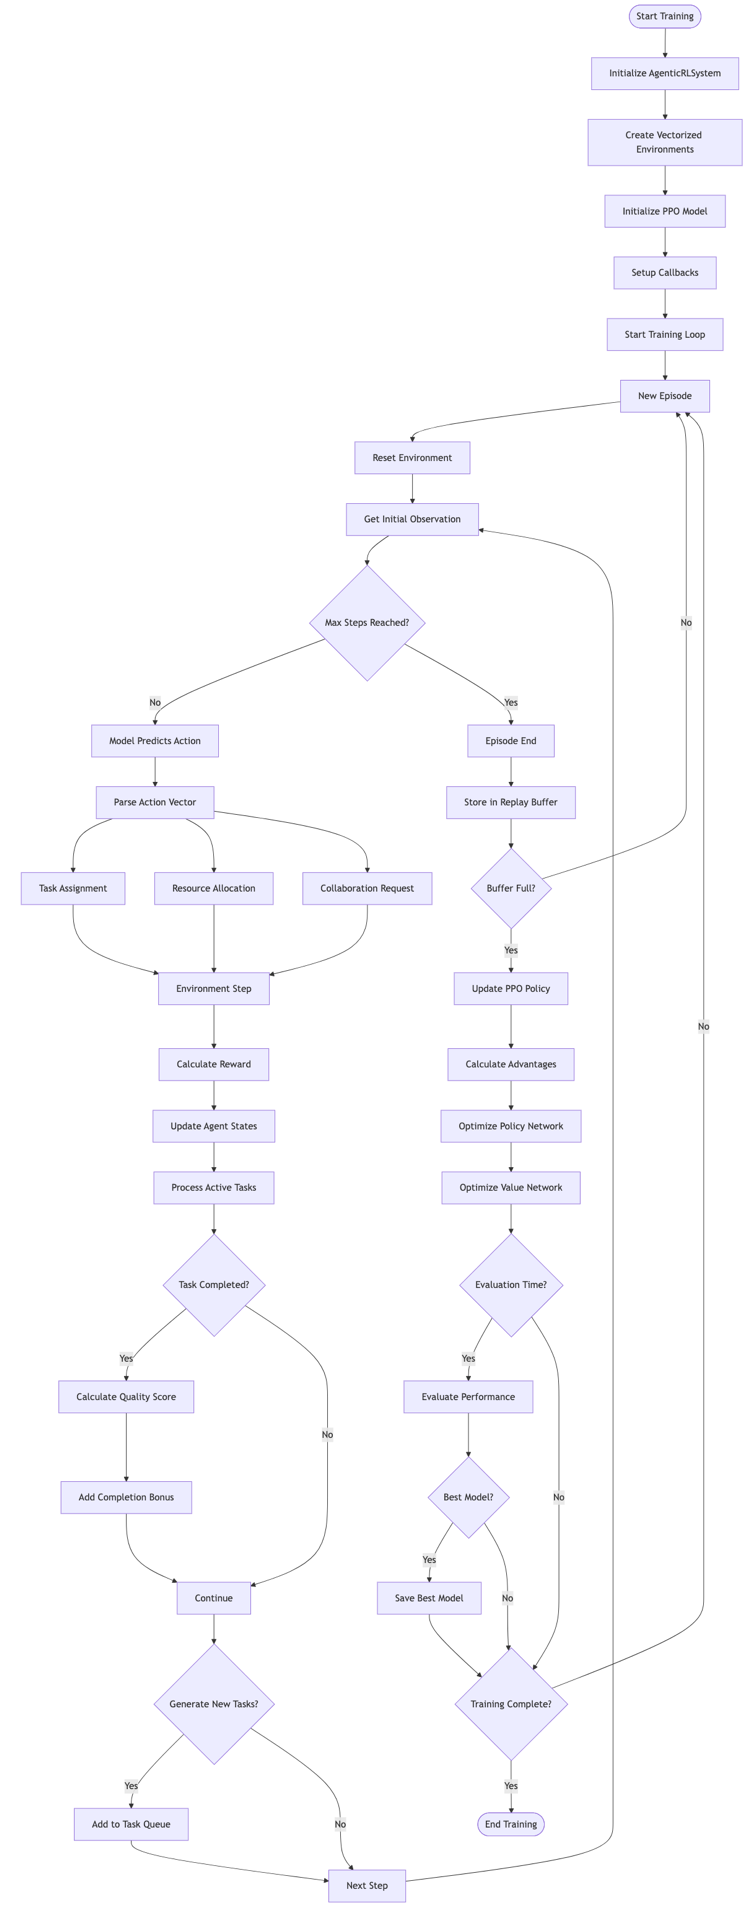 Start Training
Initialize AgenticRLSystem
Create Vectorized
Environments
Initialize PPO Model
Setup Callbacks
Start Training Loop
New Episode
Reset Environment
Get Initial Observation
Max Steps Reached?
No
No
Yes
Model Predicts Action
Episode End
Parse Action Vector
Store in Replay Buffer
Task Assignment
Resource Allocation
Collaboration Request
Buffer Full?
Yes
Environment Step
Update PPO Policy
No
Calculate Reward
Calculate Advantages
Update Agent States
Optimize Policy Network
Process Active Tasks
Optimize Value Network
Task Completed?
Evaluation Time?
Yes
Yes
Calculate Quality Score
Evaluate Performance
No
Add Completion Bonus
Best Model?
No
Yes
Continue
Save Best Model
No
Generate New Tasks?
Training Complete?
Yes
Yes
Add to Task Queue
No
End Training
Next Step